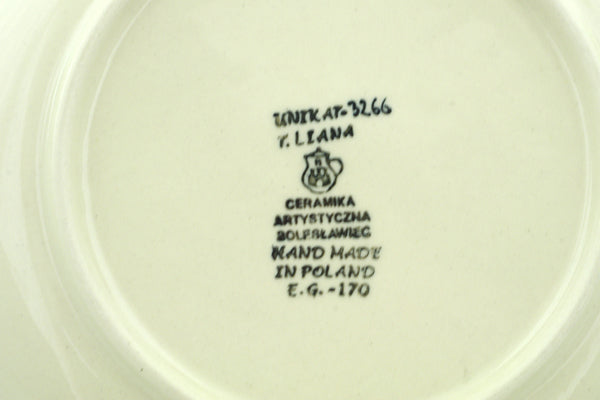 UNIKAT-3266
T. LIANA
CERAMIKA
ARTYSTYCZNA
BOLESŁAWIEC
HAND MADE
IN POLAND
E.G.-170